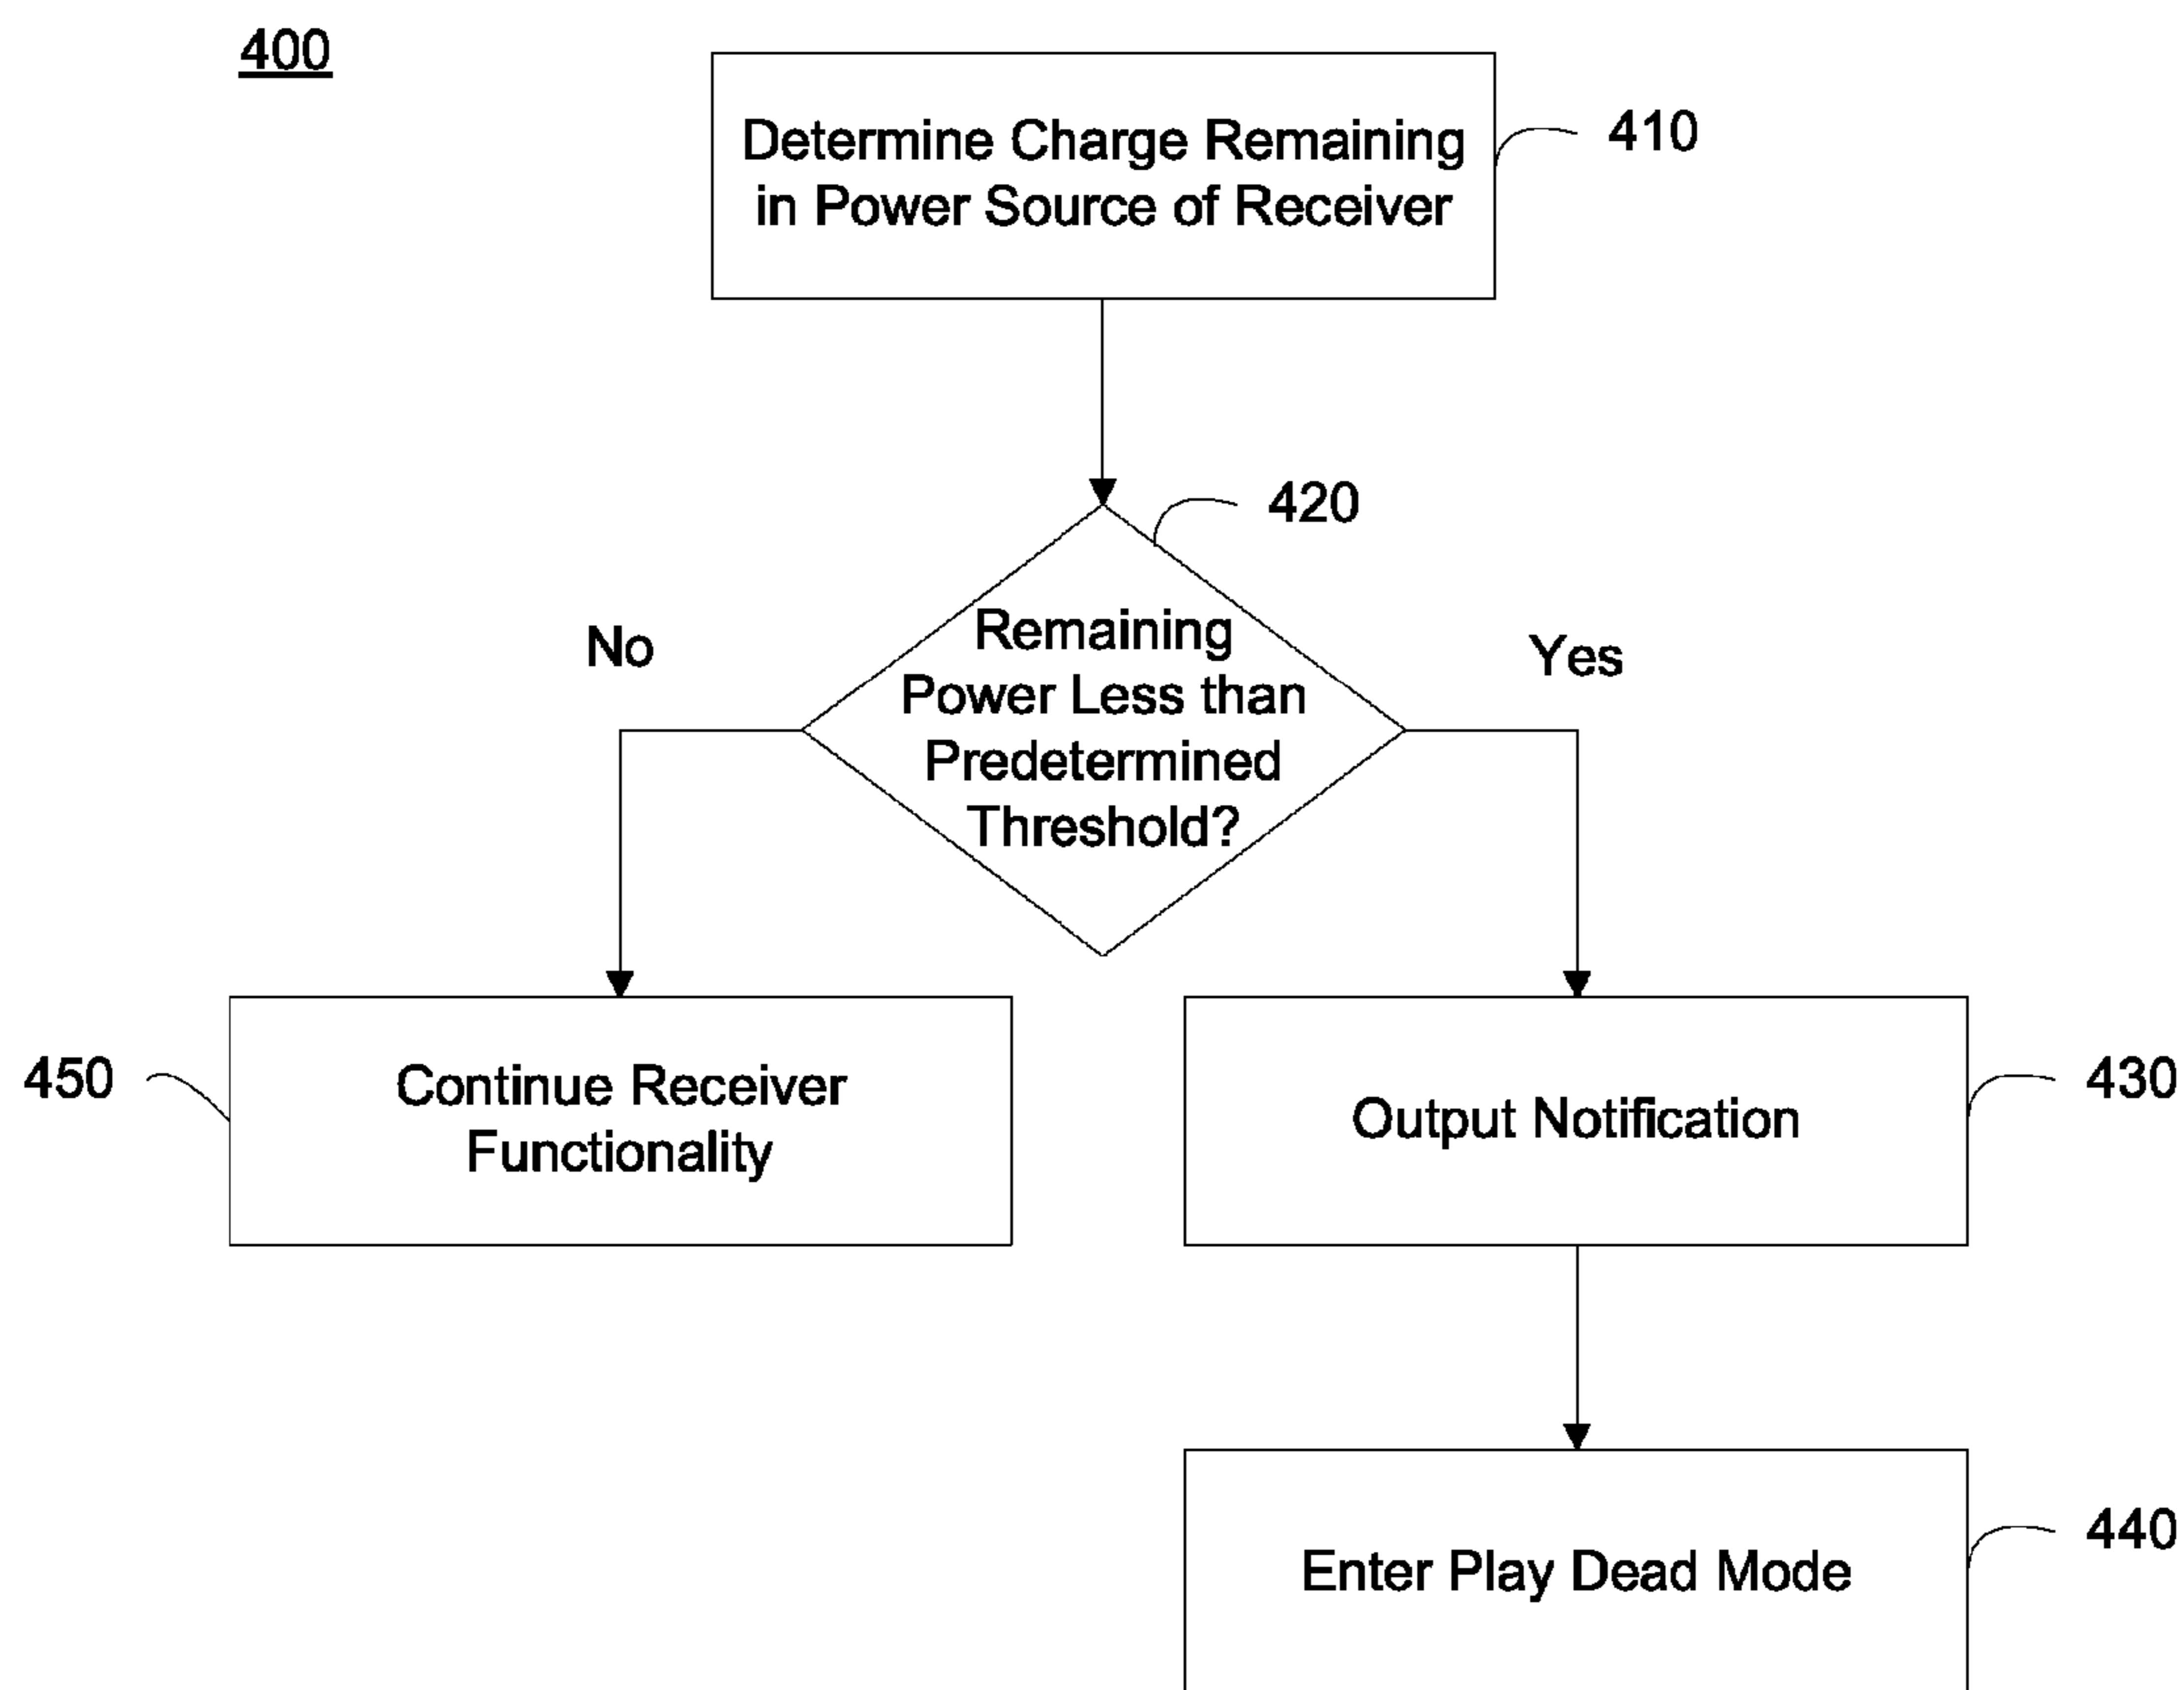 400
Determine Charge Remaining
in Power Source of Receiver
410
420
Remaining
Power Less than
Predetermined
Threshold?
No
Yes
450
Continue Receiver
Functionality
Output Notification
430
Enter Play Dead Mode
440